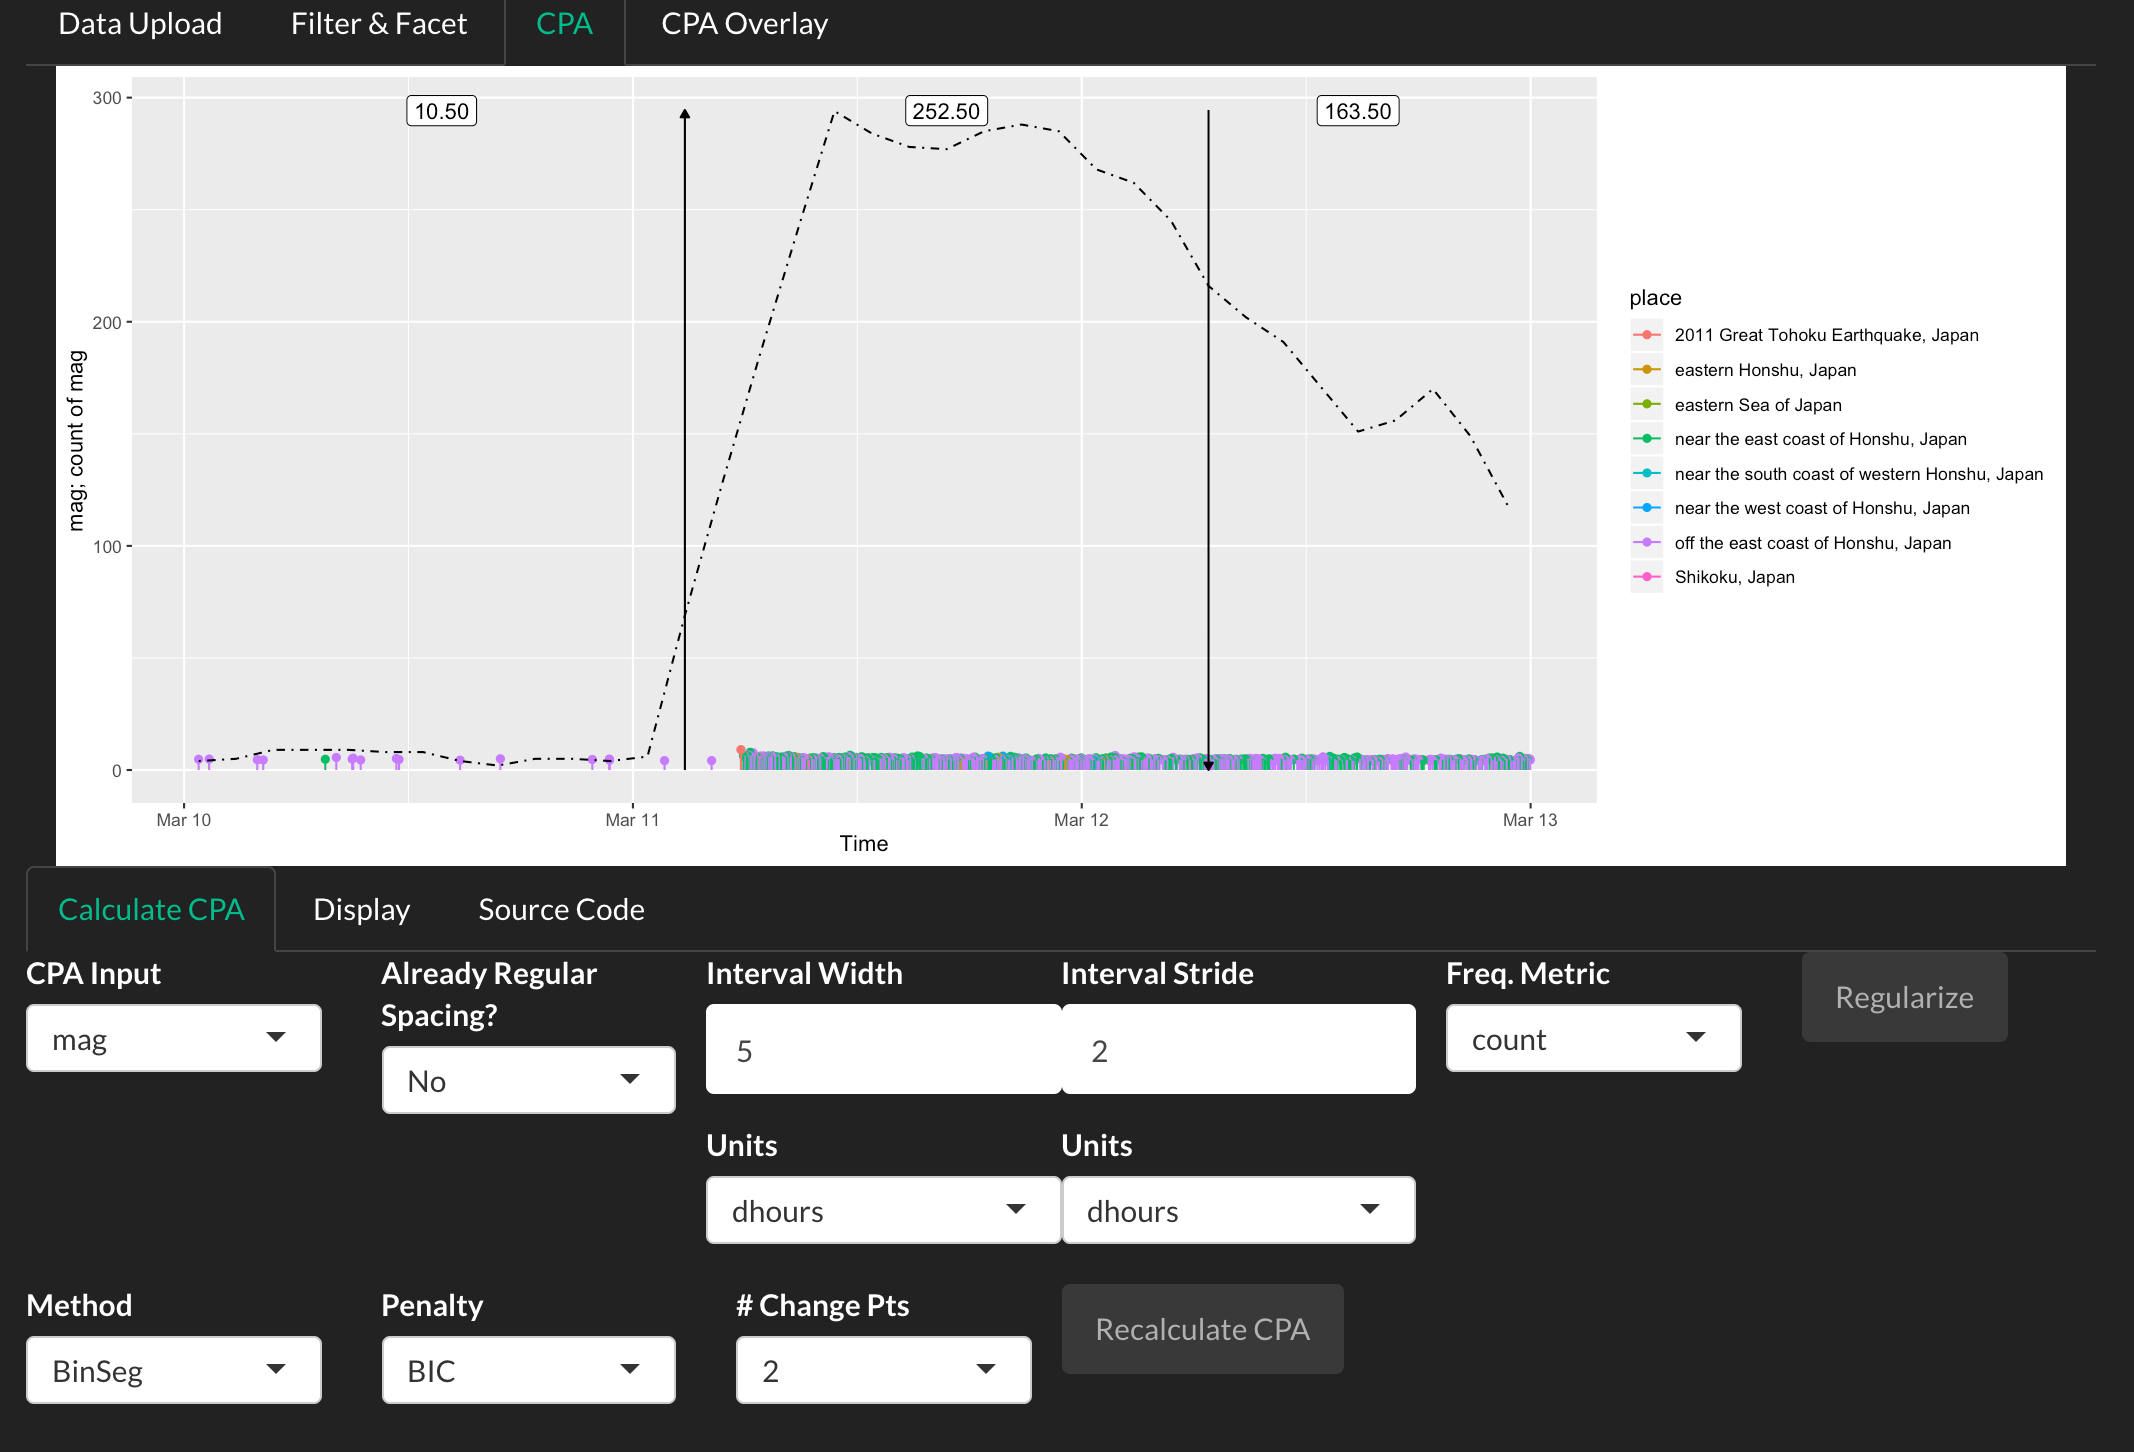 Data Upload
Filter & Facet
CPA
CPA Overlay
300
200
100
0
mag; count of mag
10.50
252.50
163.50
Mar 10
Mar 11
Mar 12
Mar 13
Time
place
2011 Great Tohoku Earthquake, Japan
eastern Honshu, Japan
eastern Sea of Japan
near the east coast of Honshu, Japan
near the south coast of western Honshu, Japan
near the west coast of Honshu, Japan
off the east coast of Honshu, Japan
Shikoku, Japan
Calculate CPA
Display
Source Code
CPA Input
mag
Already Regular
Spacing?
No
Interval Width
5
Interval Stride
2
Freq. Metric
count
Regularize
Units
dhours
Units
dhours
Method
BinSeg
Penalty
BIC
# Change Pts
2
Recalculate CPA